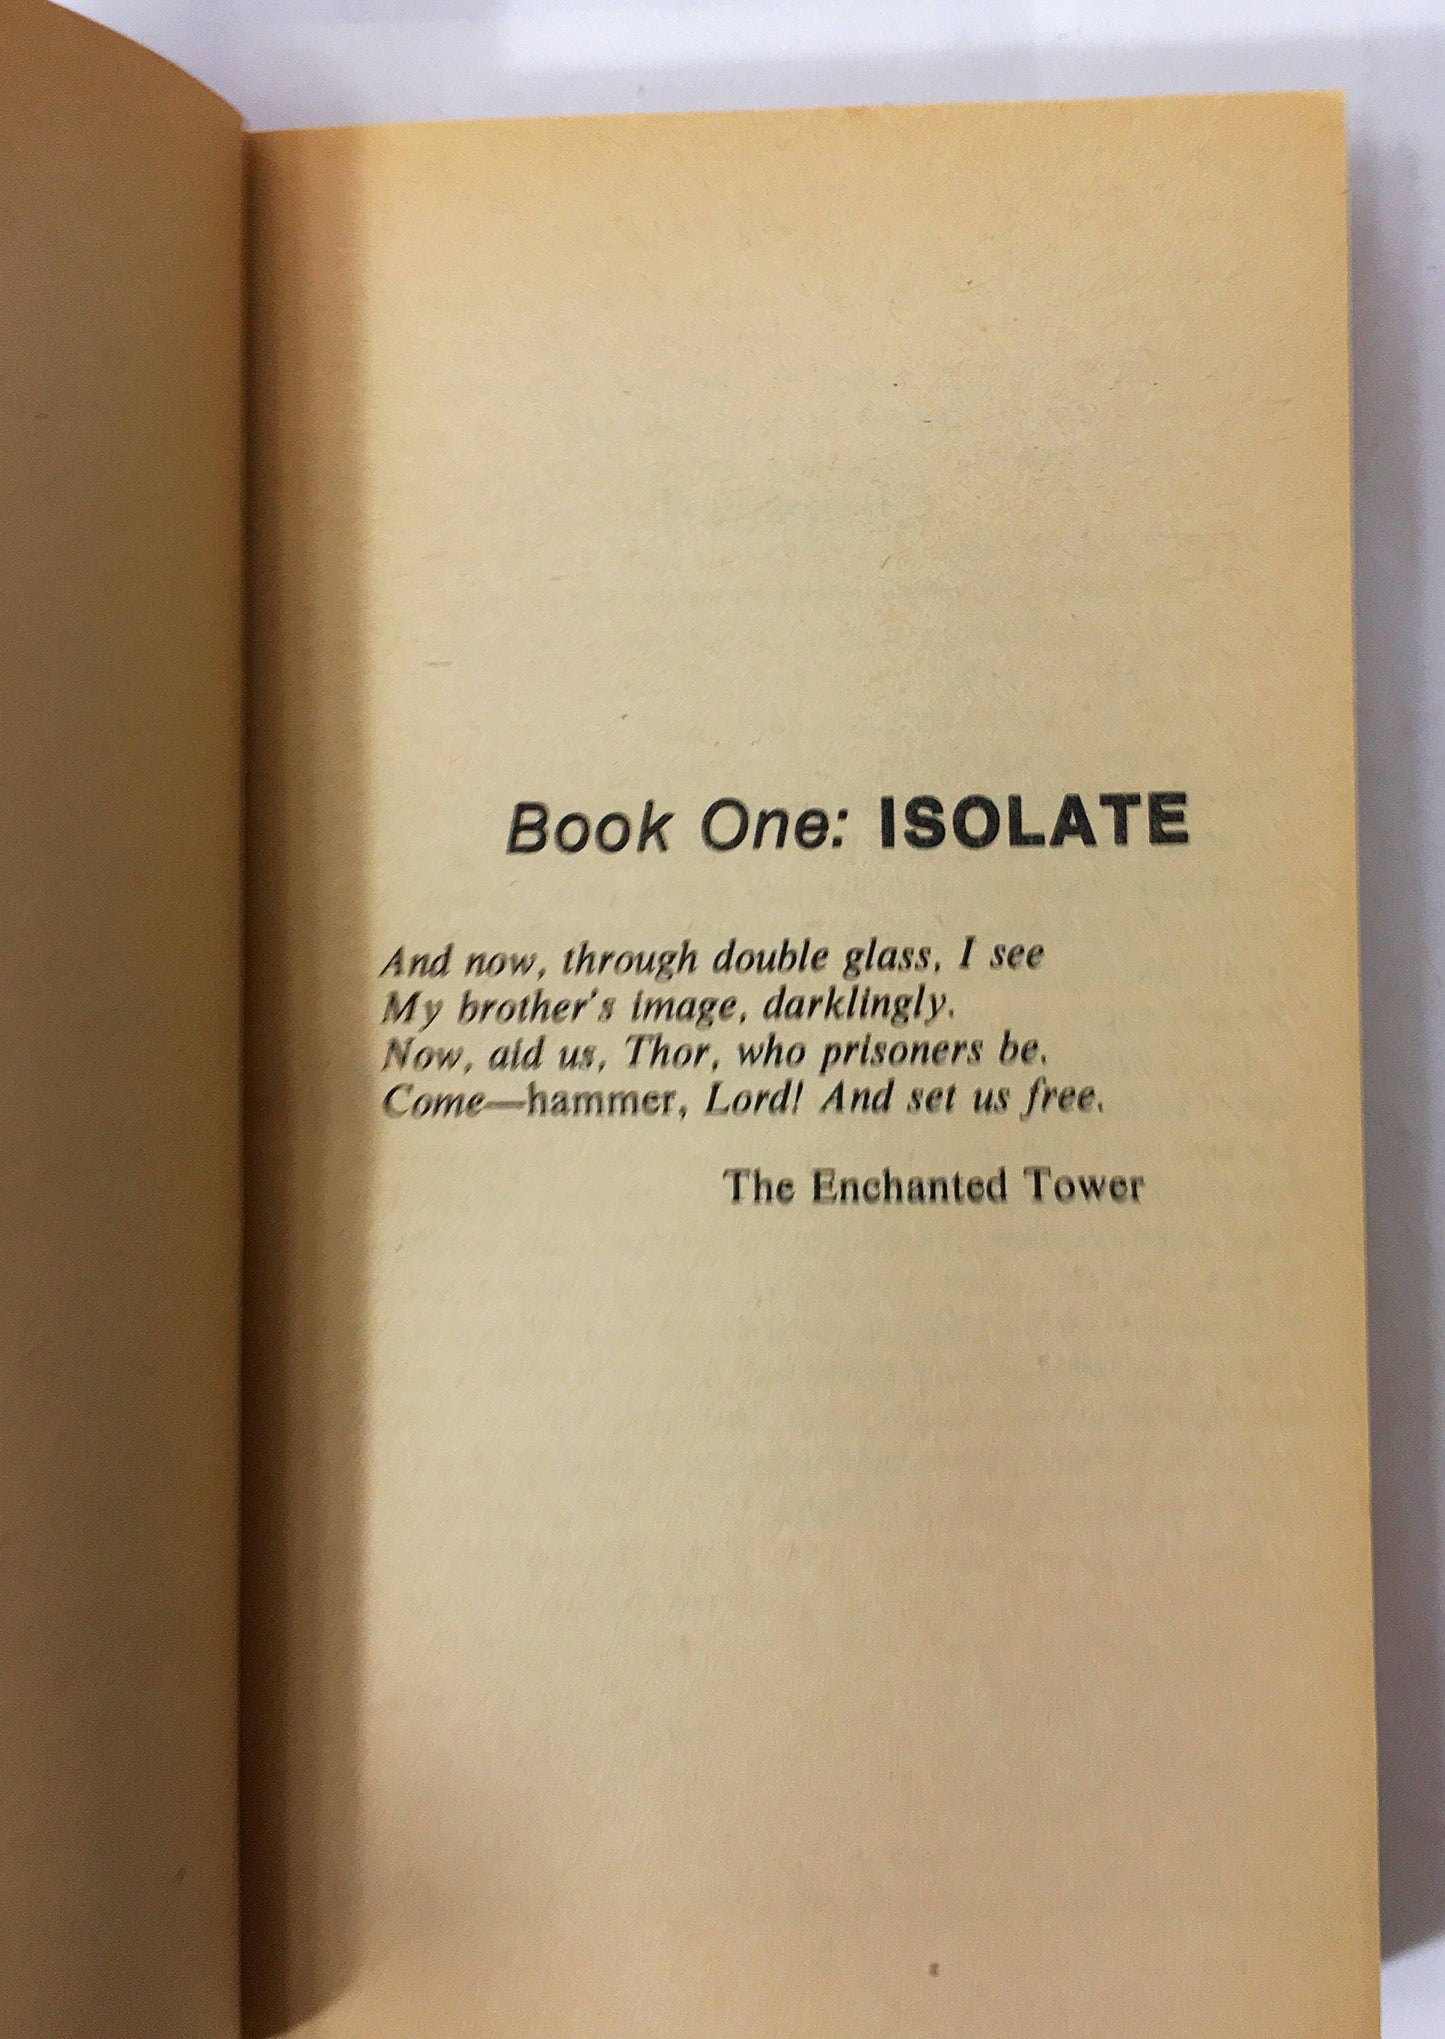 Book One: ISOLATE
And now, through double glass, I see
My brother's image, darklingly.
Now, aid us, Thor, who prisoners be.
Come—hammer, Lord! And set us free.
The Enchanted Tower